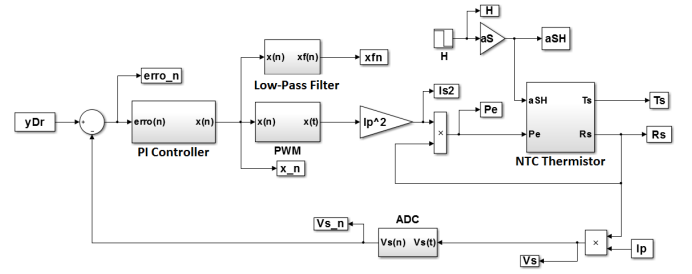 H
H
aS
aSH
x(n) xf(n)
xfn
Low-Pass Filter
erro_n
yDr
erro(n) x(n)
PI Controller
x(n) x(t)
PWM
x_n
Ip^2
Is2
×
Pe
aSH Ts
Pe Rs
NTC Thermistor
Ts
Rs
ADC
Vs(n) Vs(t)
Vs_n
Vs
×
Ip